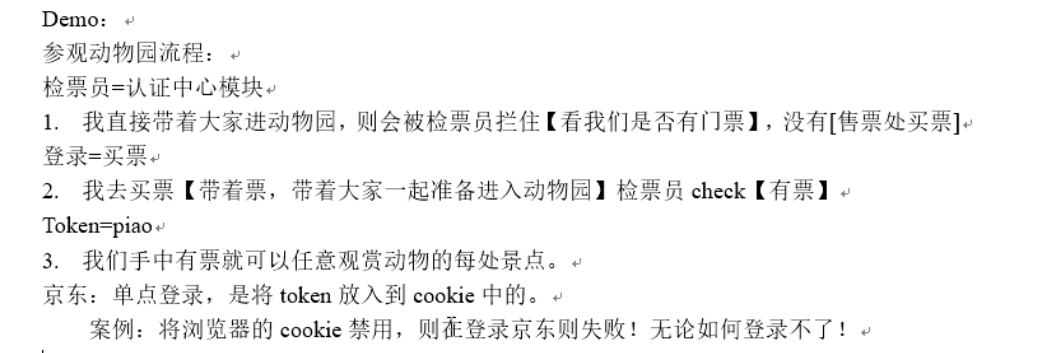 Demo：
参观动物园流程：
检票员=认证中心模块
1. 我直接带着大家进动物园，则会被检票员拦住【看我们是否有门票】，没有[售票处买票]
登录=买票
2. 我去买票【带着票，带着大家一起准备进入动物园】检票员 check【有票】
Token=piao
3. 我们手中有票就可以任意观赏动物的每处景点。
京东：单点登录，是将 token 放入到 cookie 中的。
案例：将浏览器的 cookie 禁用，则在登录京东则失败！无论如何登录不了！